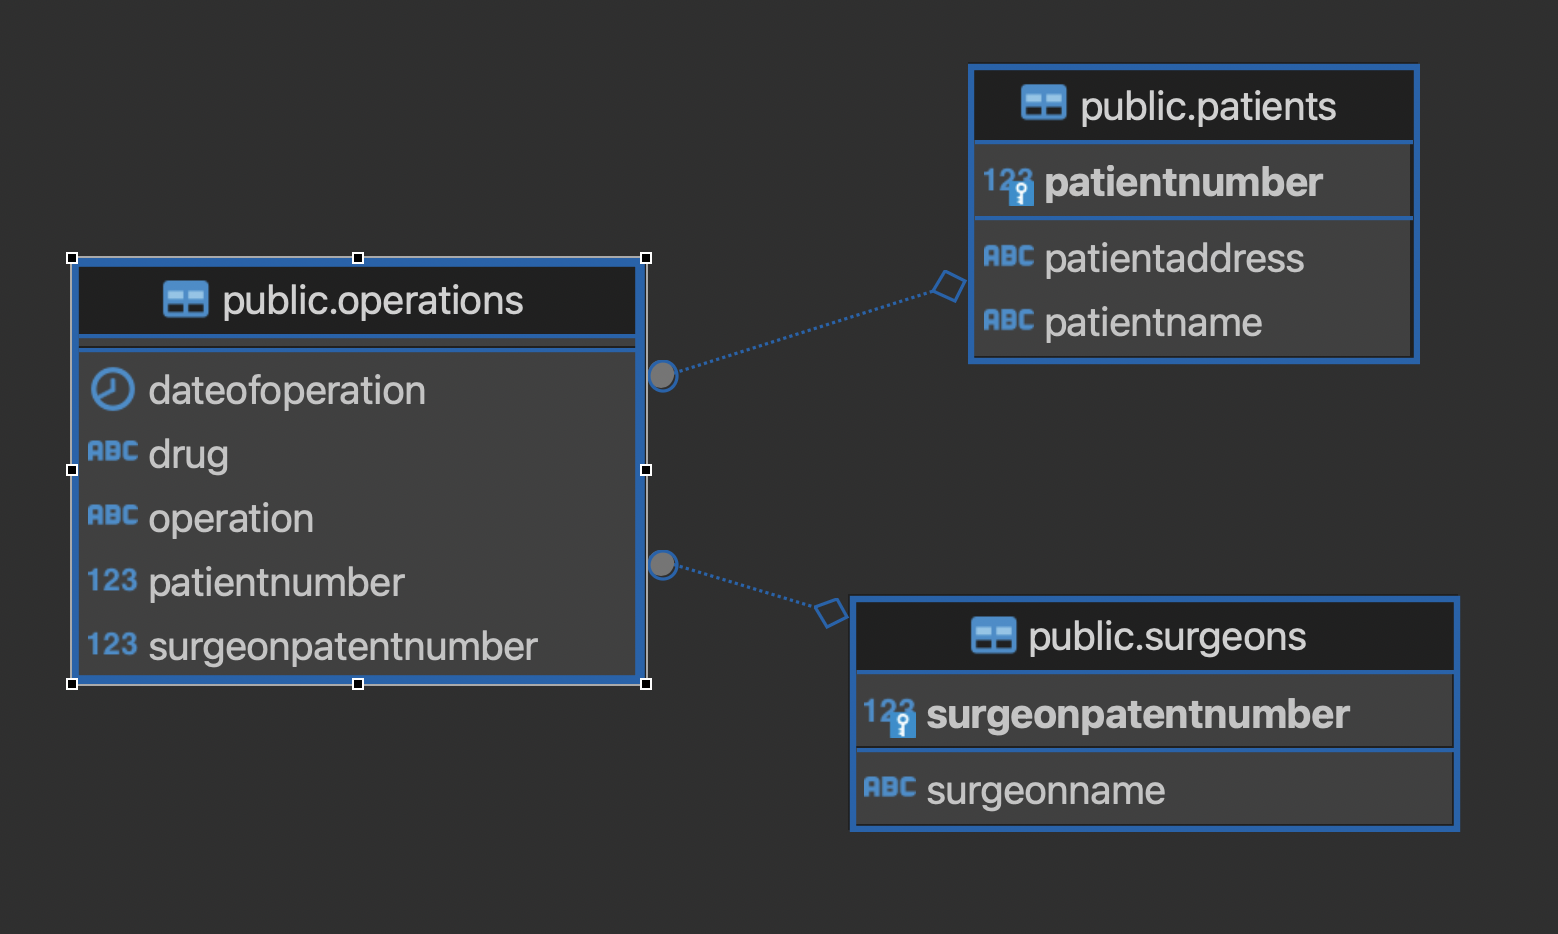 public.operations
dateofoperation
ABC drug
ABC operation
123 patientnumber
123 surgeonpatentnumber
public.patients
123 patientnumber
ABC patientaddress
ABC patientname
public.surgeons
123 surgeonpatentnumber
ABC surgeonname